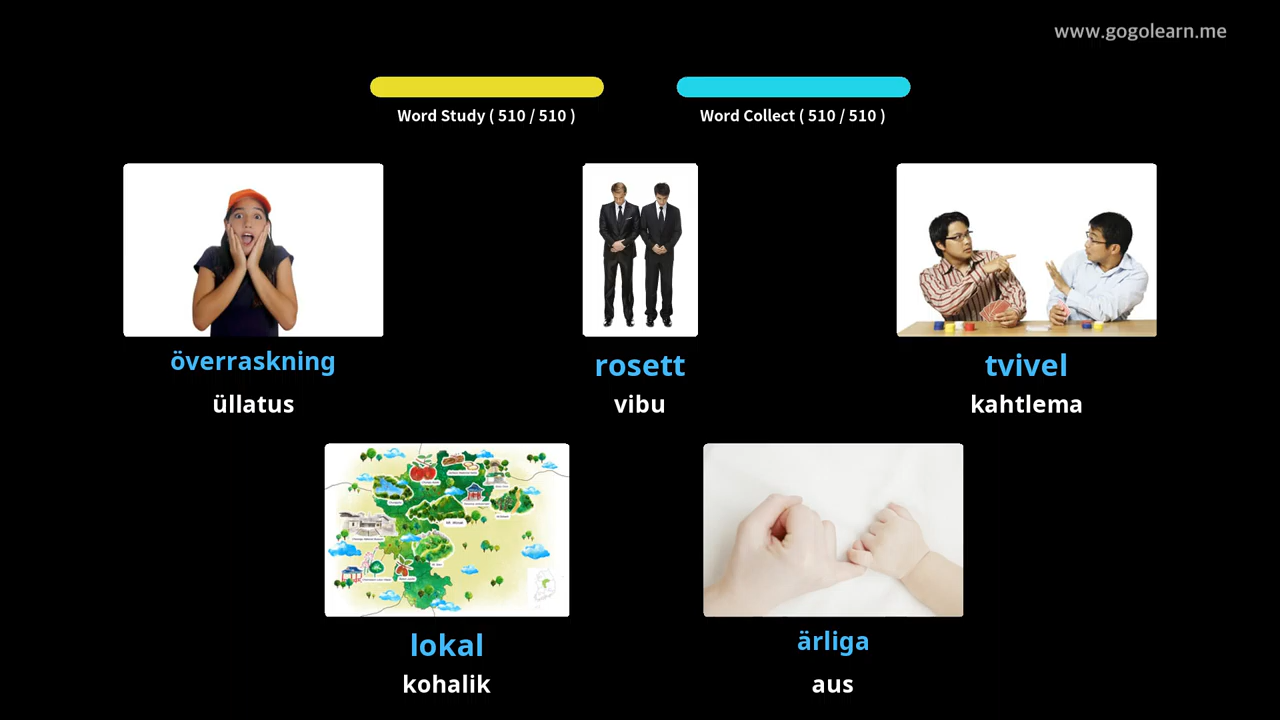 www.gogolearn.me
Word Study ( 510 / 510 )
Word Collect ( 510 / 510 )
överraskning
üllatus
rosett
vibu
tvivel
kahtlema
lokal
kohalik
ärliga
aus